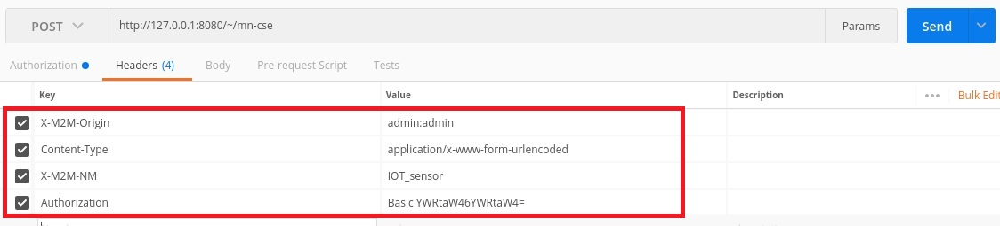 POST http://127.0.0.1:8080/~/mn-cse Params Send
Authorization Headers (4) Body Pre-request Script Tests
Key Value Description Bulk Edit
X-M2M-Origin admin:admin
Content-Type application/x-www-form-urlencoded
X-M2M-NM IOT_sensor
Authorization Basic YWRtaW46YWRtaW4=